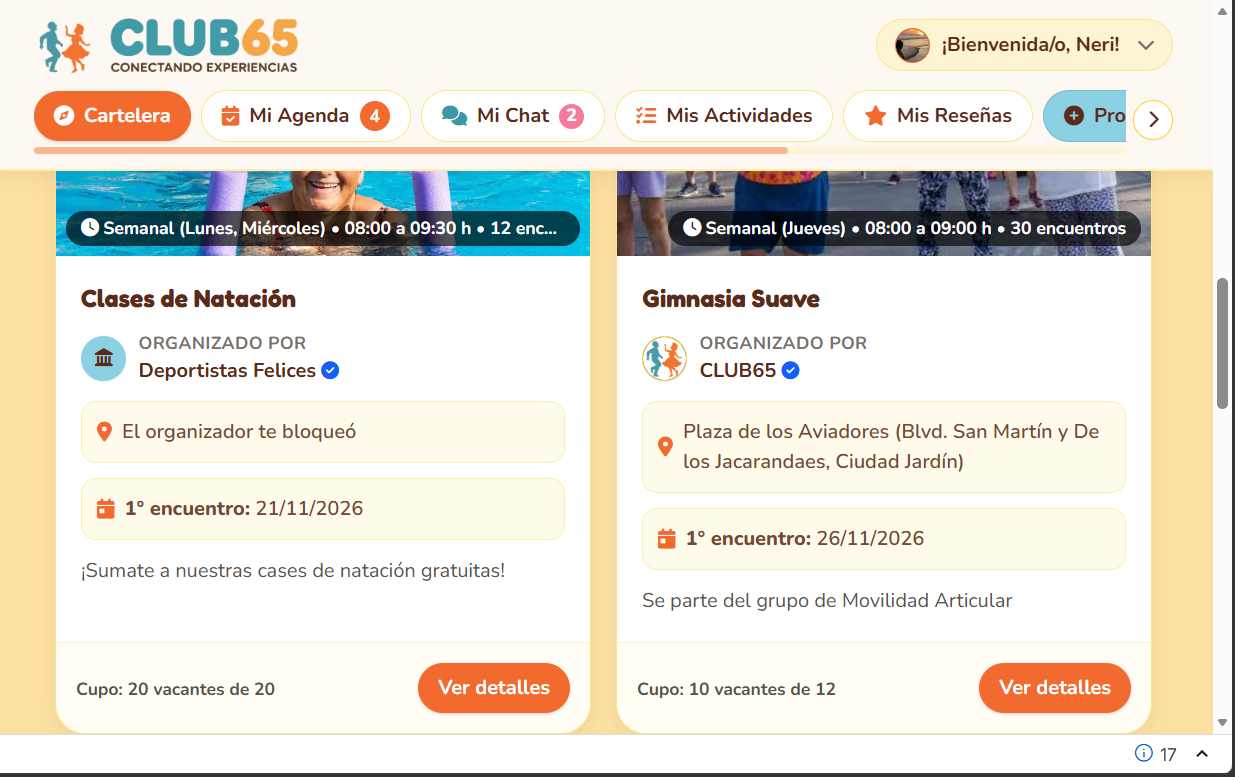 CLUB65
CONECTANDO EXPERIENCIAS
¡Bienvenida/o, Neri!
Cartelera
Mi Agenda 4
Mi Chat 2
Mis Actividades
Mis Reseñas
Pro
Semanal (Lunes, Miércoles) • 08:00 a 09:30 h • 12 enc...
Clases de Natación
ORGANIZADO POR
Deportistas Felices
El organizador te bloqueó
1° encuentro: 21/11/2026
¡Sumate a nuestras cases de natación gratuitas!
Cupo: 20 vacantes de 20
Ver detalles
Semanal (Jueves) • 08:00 a 09:00 h • 30 encuentros
Gimnasia Suave
ORGANIZADO POR
CLUB65
Plaza de los Aviadores (Blvd. San Martín y De
los Jacarandaes, Ciudad Jardín)
1° encuentro: 26/11/2026
Se parte del grupo de Movilidad Articular
Cupo: 10 vacantes de 12
Ver detalles
17